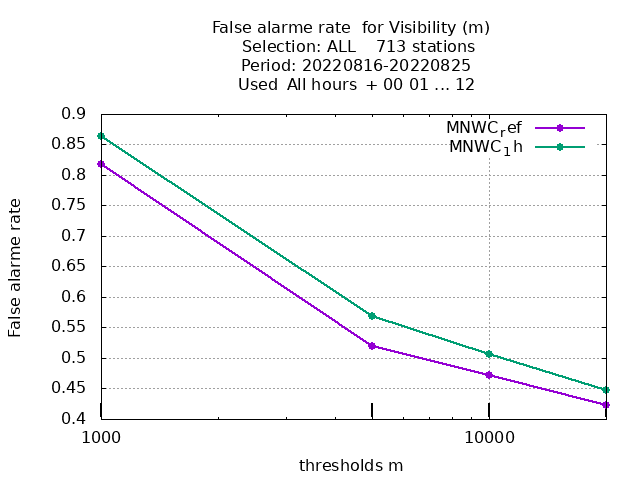 False alarme rate  for Visibility (m)
Selection: ALL    713 stations
Period: 20220816-20220825
Used  All hours  + 00 01 ... 12
MNWC_ref
MNWC_1h
0.9
0.85
0.8
0.75
0.7
0.65
0.6
0.55
0.5
0.45
0.4
False alarme rate
1000
10000
thresholds m